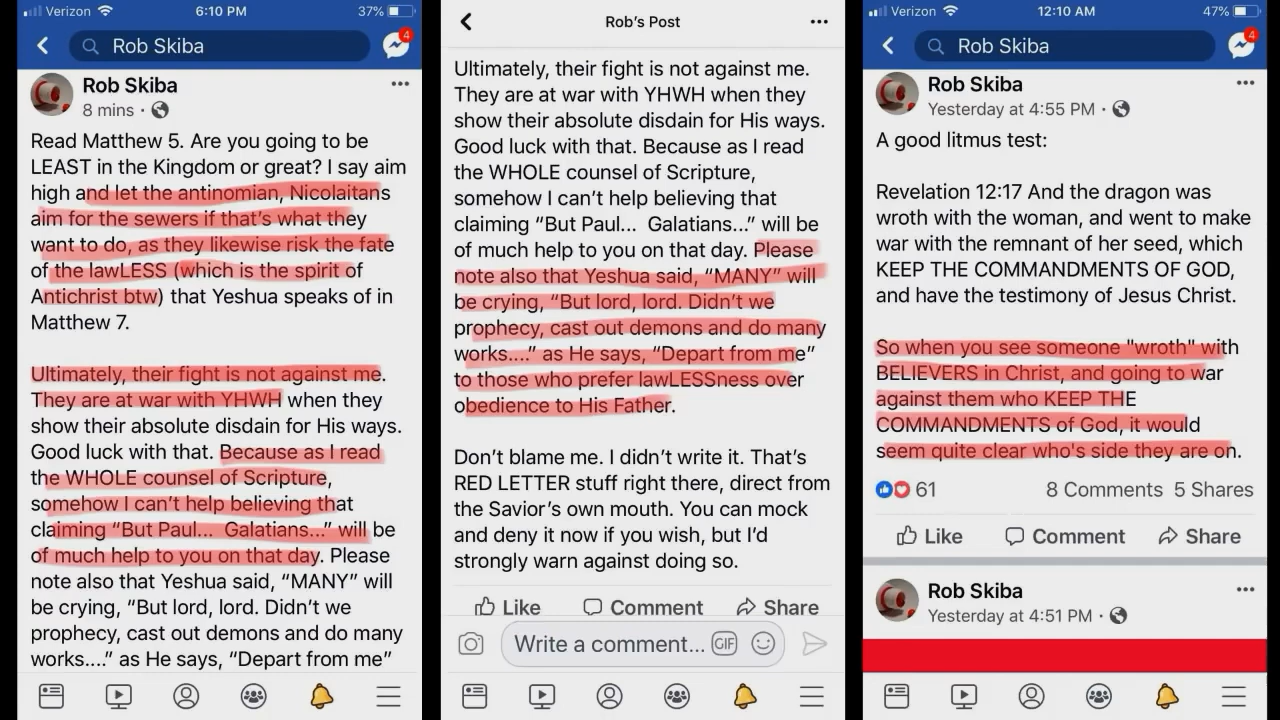 Verizon 6:10 PM 37%
Rob Skiba
4
Rob Skiba
8 mins ·
Read Matthew 5. Are you going to be
LEAST in the Kingdom or great? I say aim
high and let the antinomian, Nicolaitans
aim for the sewers if that's what they
want to do, as they likewise risk the fate
of the lawLESS (which is the spirit of
Antichrist btw) that Yeshua speaks of in
Matthew 7.
Ultimately, their fight is not against me.
They are at war with YHWH when they
show their absolute disdain for His ways.
Good luck with that. Because as I read
the WHOLE counsel of Scripture,
somehow I can't help believing that
claiming “But Paul... Galatians...” will be
of much help to you on that day. Please
note also that Yeshua said, “MANY” will
be crying, “But lord, lord. Didn't we
prophecy, cast out demons and do many
works....” as He says, “Depart from me”
Rob's Post
Ultimately, their fight is not against me.
They are at war with YHWH when they
show their absolute disdain for His ways.
Good luck with that. Because as I read
the WHOLE counsel of Scripture,
somehow I can't help believing that
claiming “But Paul... Galatians...” will be
of much help to you on that day. Please
note also that Yeshua said, “MANY” will
be crying, “But lord, lord. Didn't we
prophecy, cast out demons and do many
works....” as He says, “Depart from me”
to those who prefer lawLESSness over
obedience to His Father.
Don't blame me. I didn't write it. That's
RED LETTER stuff right there, direct from
the Savior's own mouth. You can mock
and deny it now if you wish, but I'd
strongly warn against doing so.
Like Comment Share
Write a comment... GIF
Verizon 12:10 AM 47%
Rob Skiba
4
Rob Skiba
Yesterday at 4:55 PM ·
A good litmus test:
Revelation 12:17 And the dragon was
wroth with the woman, and went to make
war with the remnant of her seed, which
KEEP THE COMMANDMENTS OF GOD,
and have the testimony of Jesus Christ.
So when you see someone "wroth" with
BELIEVERS in Christ, and going to war
against them who KEEP THE
COMMANDMENTS of God, it would
seem quite clear who's side they are on.
61 8 Comments 5 Shares
Like Comment Share
Rob Skiba
Yesterday at 4:51 PM ·